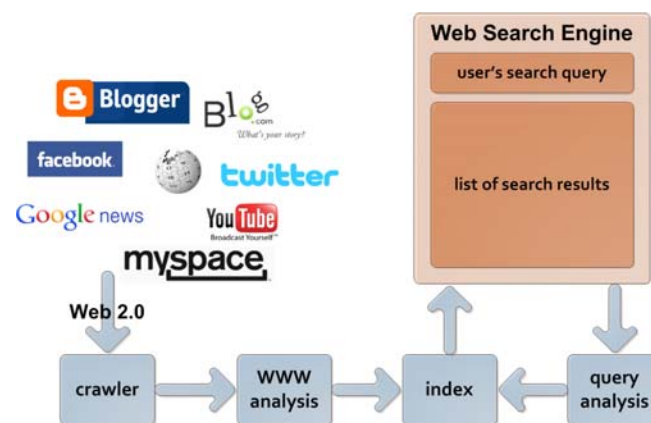 Web Search Engine
user's search query
list of search results
Blogger
Blog
.com
What's your story?
facebook
twitter
Google news
YouTube
Broadcast Yourself™
myspace
Web 2.0
crawler
WWW
analysis
index
query
analysis